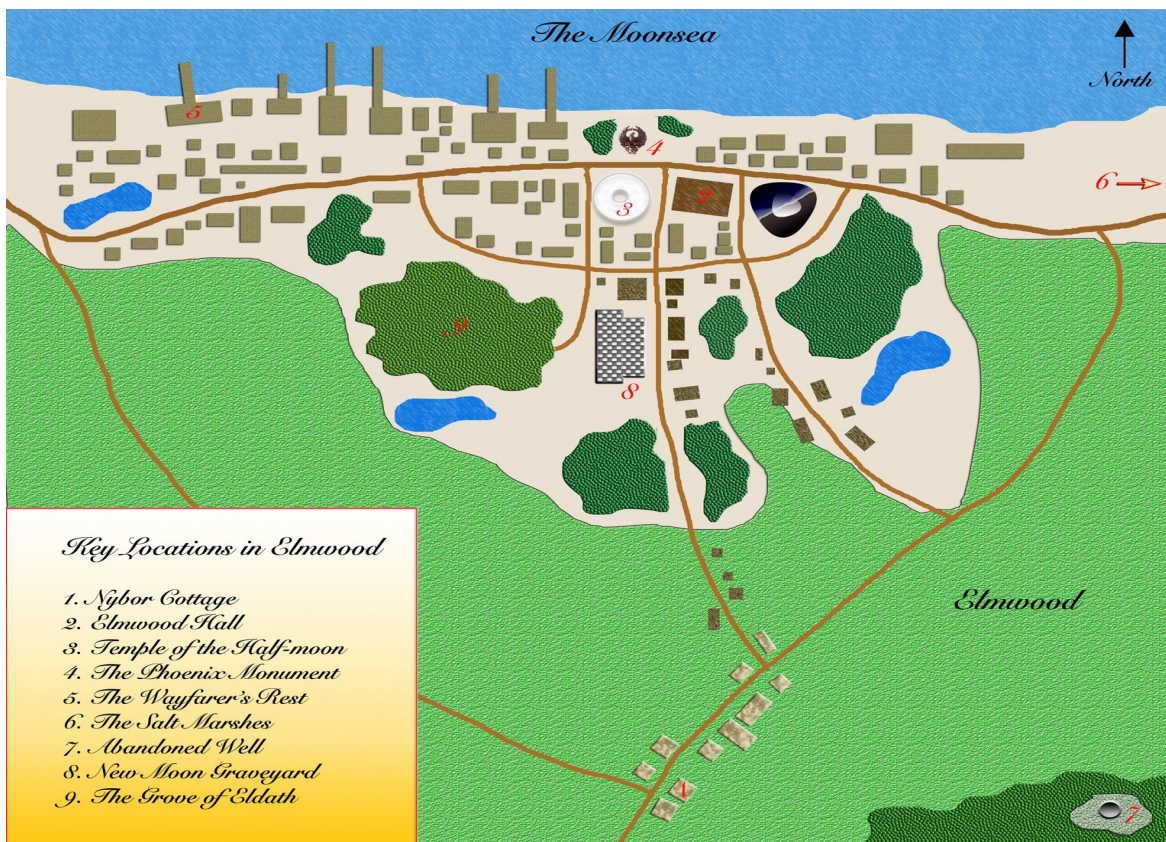 The Moonsea
North
5
4
6
2
3
9
8
Key Locations in Elmwood
1. Nybor Cottage
2. Elmwood Hall
3. Temple of the Half-moon
4. The Phoenix Monument
5. The Wayfarer's Rest
6. The Salt Marshes
7. Abandoned Well
8. New Moon Graveyard
9. The Grove of Eldath
Elmwood
1
7